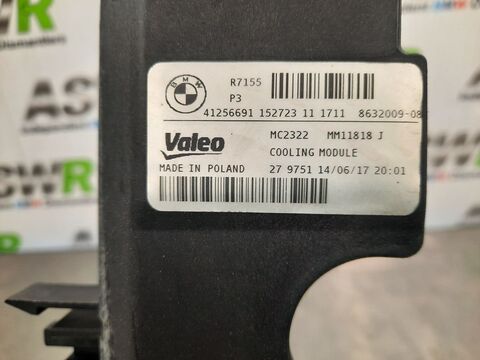 BMW
R7155
P3
41256691 152723 11 1711 8632009-08
Valeo
MC2322 MM11818 J
COOLING MODULE
MADE IN POLAND 27 9751 14/06/17 20:01